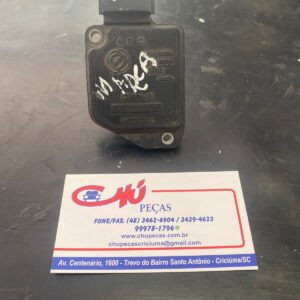 MAREA
CHÚ
PEÇAS
FONE/FAX. (48) 3462-6904 / 3439-4623
99978-1796
www.chupecas.com.br
chupecascriciuma@gmail.com
Av. Centenário, 1600 - Trevo do Bairro Santo Antônio - Criciúma/SC